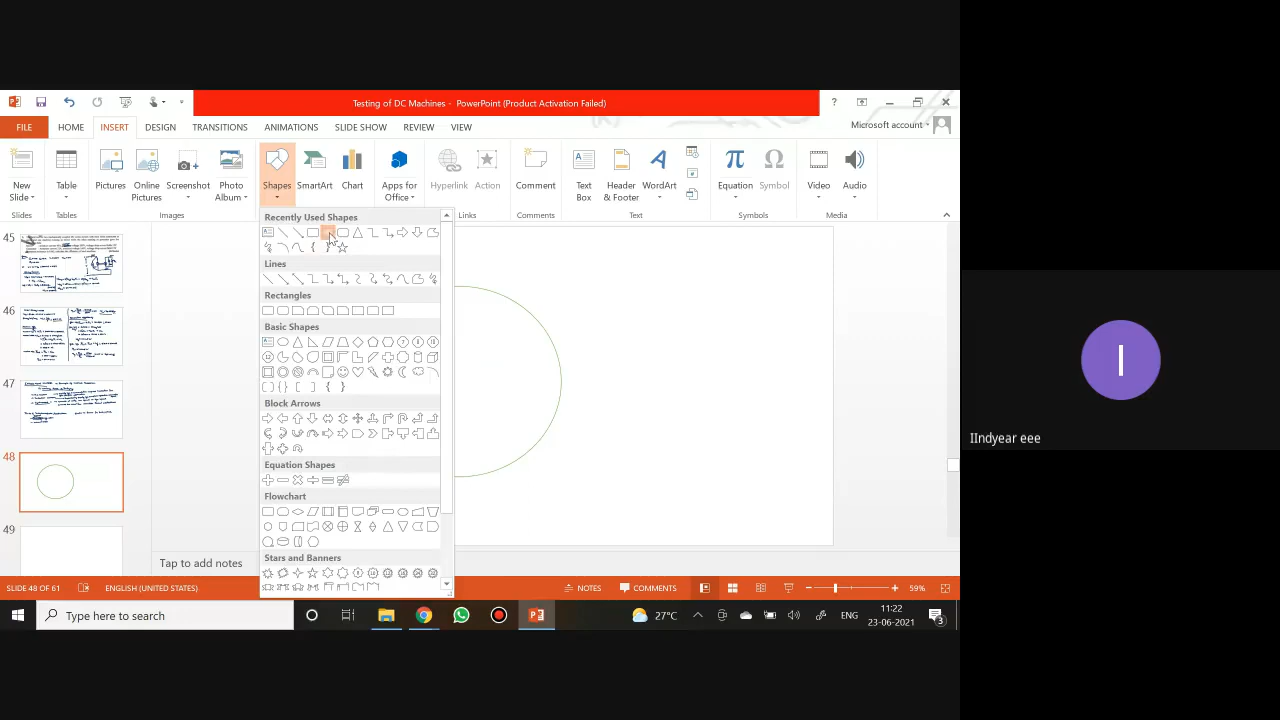 Testing of DC Machines - PowerPoint (Product Activation Failed)
FILE HOME INSERT DESIGN TRANSITIONS ANIMATIONS SLIDE SHOW REVIEW VIEW Microsoft account
New Slide Table Pictures Online Pictures Screenshot Photo Album Shapes SmartArt Chart Apps for Office Hyperlink Action Comment Text Box Header & Footer WordArt Equation Symbol Video Audio
Slides Tables Images Links Comments Text Symbols Media
Recently Used Shapes
Lines
Rectangles
Basic Shapes
Block Arrows
Equation Shapes
Flowchart
Stars and Banners
45
46
47
48
49
Tap to add notes
SLIDE 48 OF 61 ENGLISH (UNITED STATES) NOTES COMMENTS 59%
Type here to search 27°C ENG 11:22
23-06-2021 3
I
IIndyear eee